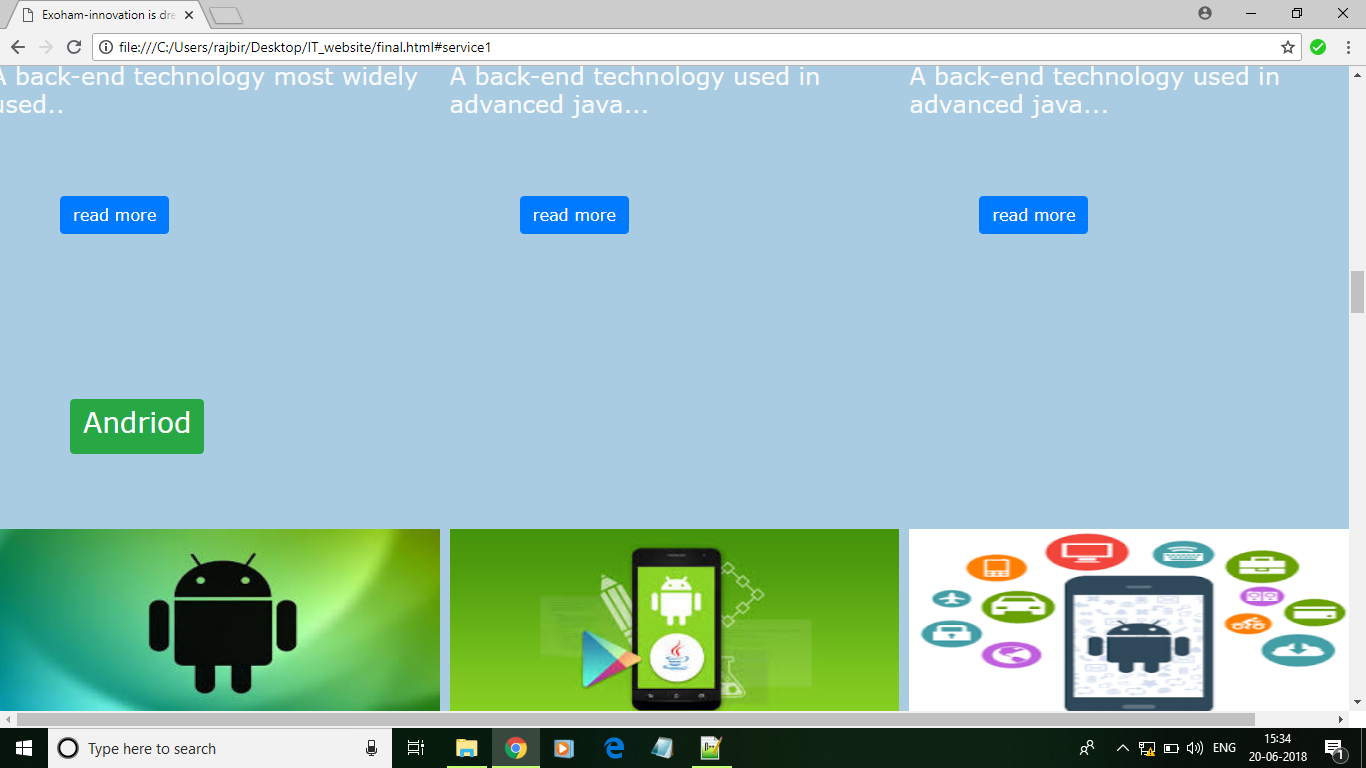 Exoham-innovation is dre
file:///C:/Users/rajbir/Desktop/IT_website/final.html#service1
A back-end technology most widely
used..
A back-end technology used in
advanced java...
A back-end technology used in
advanced java...
read more
read more
read more
Andriod
Type here to search
ENG
15:34
20-06-2018
1